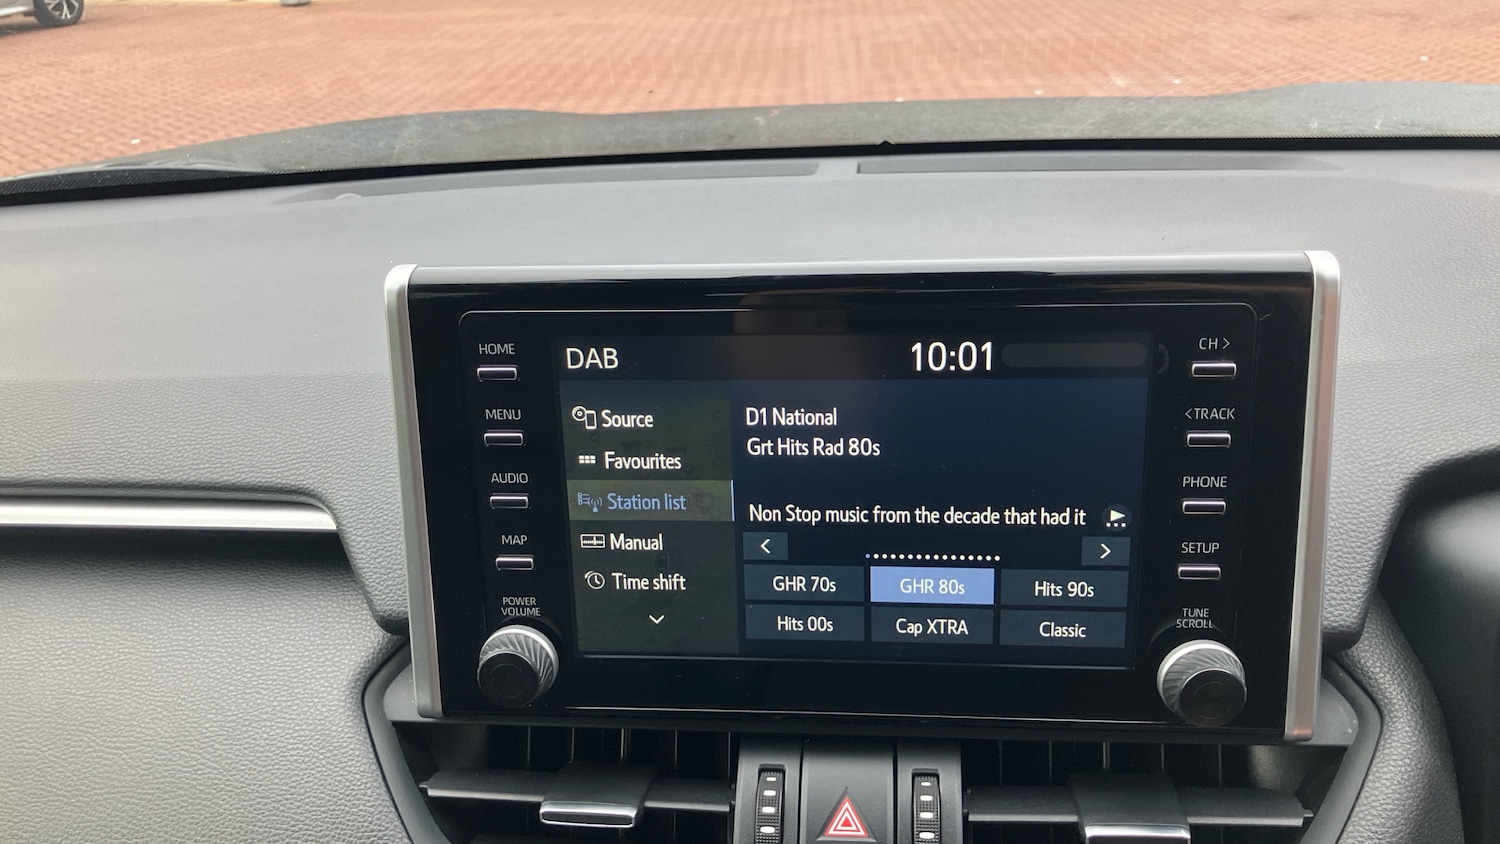 HOME
MENU
AUDIO
MAP
POWER
VOLUME
DAB
10:01
Source
Favourites
Station list
Manual
Time shift
D1 National
Grt Hits Rad 80s
Non Stop music from the decade that had it
GHR 70s
GHR 80s
Hits 90s
Hits 00s
Cap XTRA
Classic
CH >
<TRACK
PHONE
SETUP
TUNE
SCROLL